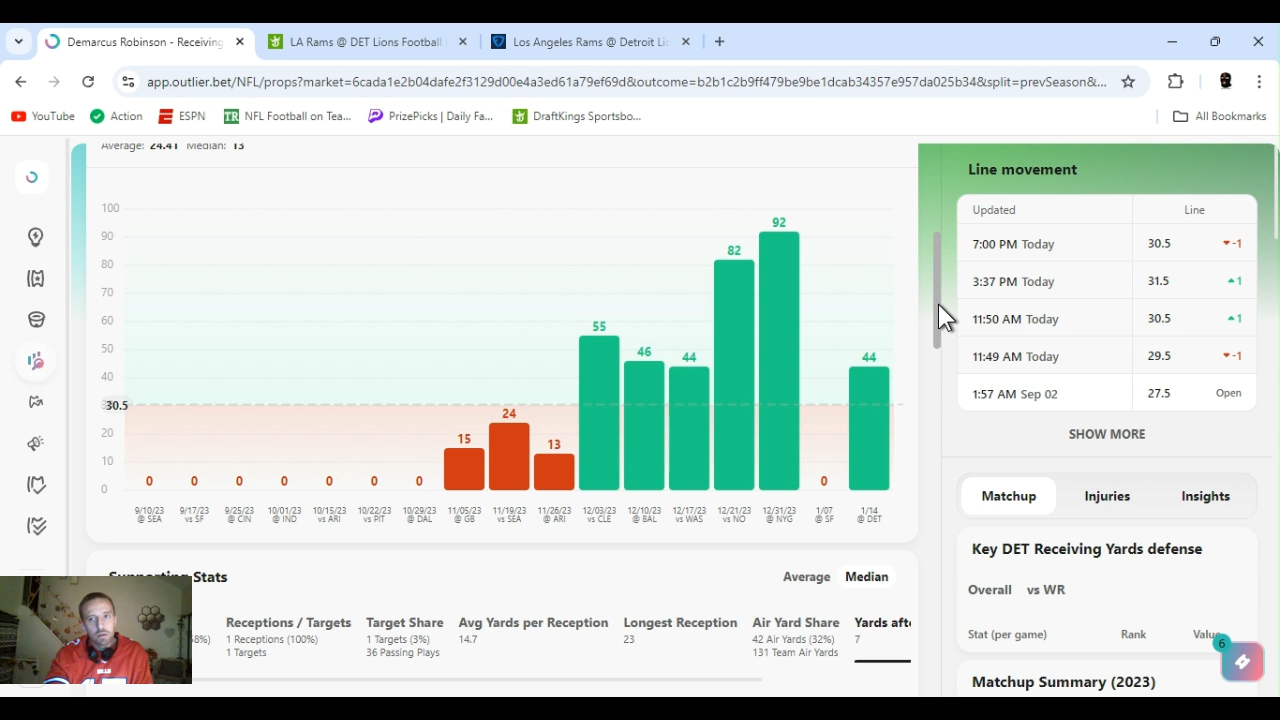 Demarcus Robinson - Receiving
LA Rams @ DET Lions Football
Los Angeles Rams @ Detroit Li
app.outlier.bet/NFL/props?market=6cada1e2b04dafe2f3129d00e4a3ed61a79ef69d&outcome=b2b1c2b9ff479be9be1dcab34357e957da025b34&split=prevSeason&...
YouTube
Action
ESPN
NFL Football on Tea...
PrizePicks | Daily Fa...
DraftKings Sportsbo...
All Bookmarks
Average: 24.41 Median: 13
100
90
80
70
60
50
40
30.5
20
10
0
0 0 0 0 0 0 0 15 24 13 55 46 44 82 92 0 44
9/10/23 9/17/23 9/25/23 10/01/23 10/15/23 10/22/23 10/29/23 11/05/23 11/19/23 11/26/23 12/03/23 12/10/23 12/17/23 12/21/23 12/31/23 1/07 1/14
@ SEA vs SF @ CIN @ IND vs ARI vs PIT @ DAL @ GB vs SEA @ ARI vs CLE @ BAL vs WAS vs NO @ NYG @ SF @ DET
Supporting Stats
Average Median
Receptions / Targets
1 Receptions (100%)
1 Targets
Target Share
1 Targets (3%)
36 Passing Plays
Avg Yards per Reception
14.7
Longest Reception
23
Air Yard Share
42 Air Yards (32%)
131 Team Air Yards
Yards aft
7
Line movement
Updated Line
7:00 PM Today 30.5 -1
3:37 PM Today 31.5 1
11:50 AM Today 30.5 1
11:49 AM Today 29.5 -1
1:57 AM Sep 02 27.5 Open
SHOW MORE
Matchup Injuries Insights
Key DET Receiving Yards defense
Overall vs WR
Stat (per game) Rank Value
6
Matchup Summary (2023)